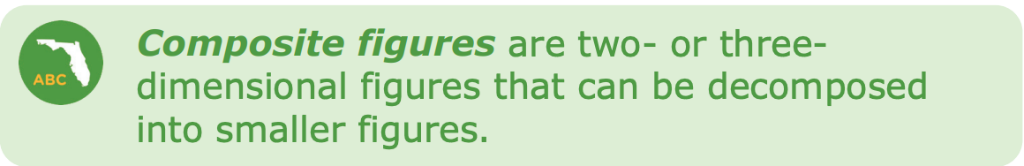 ABC
Composite figures are two- or three-
dimensional figures that can be decomposed
into smaller figures.